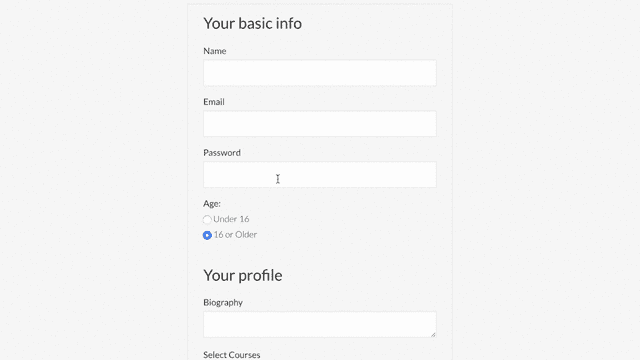 Your basic info
Name
Email
Password
Age:
Under 16
16 or Older
Your profile
Biography
Select Courses